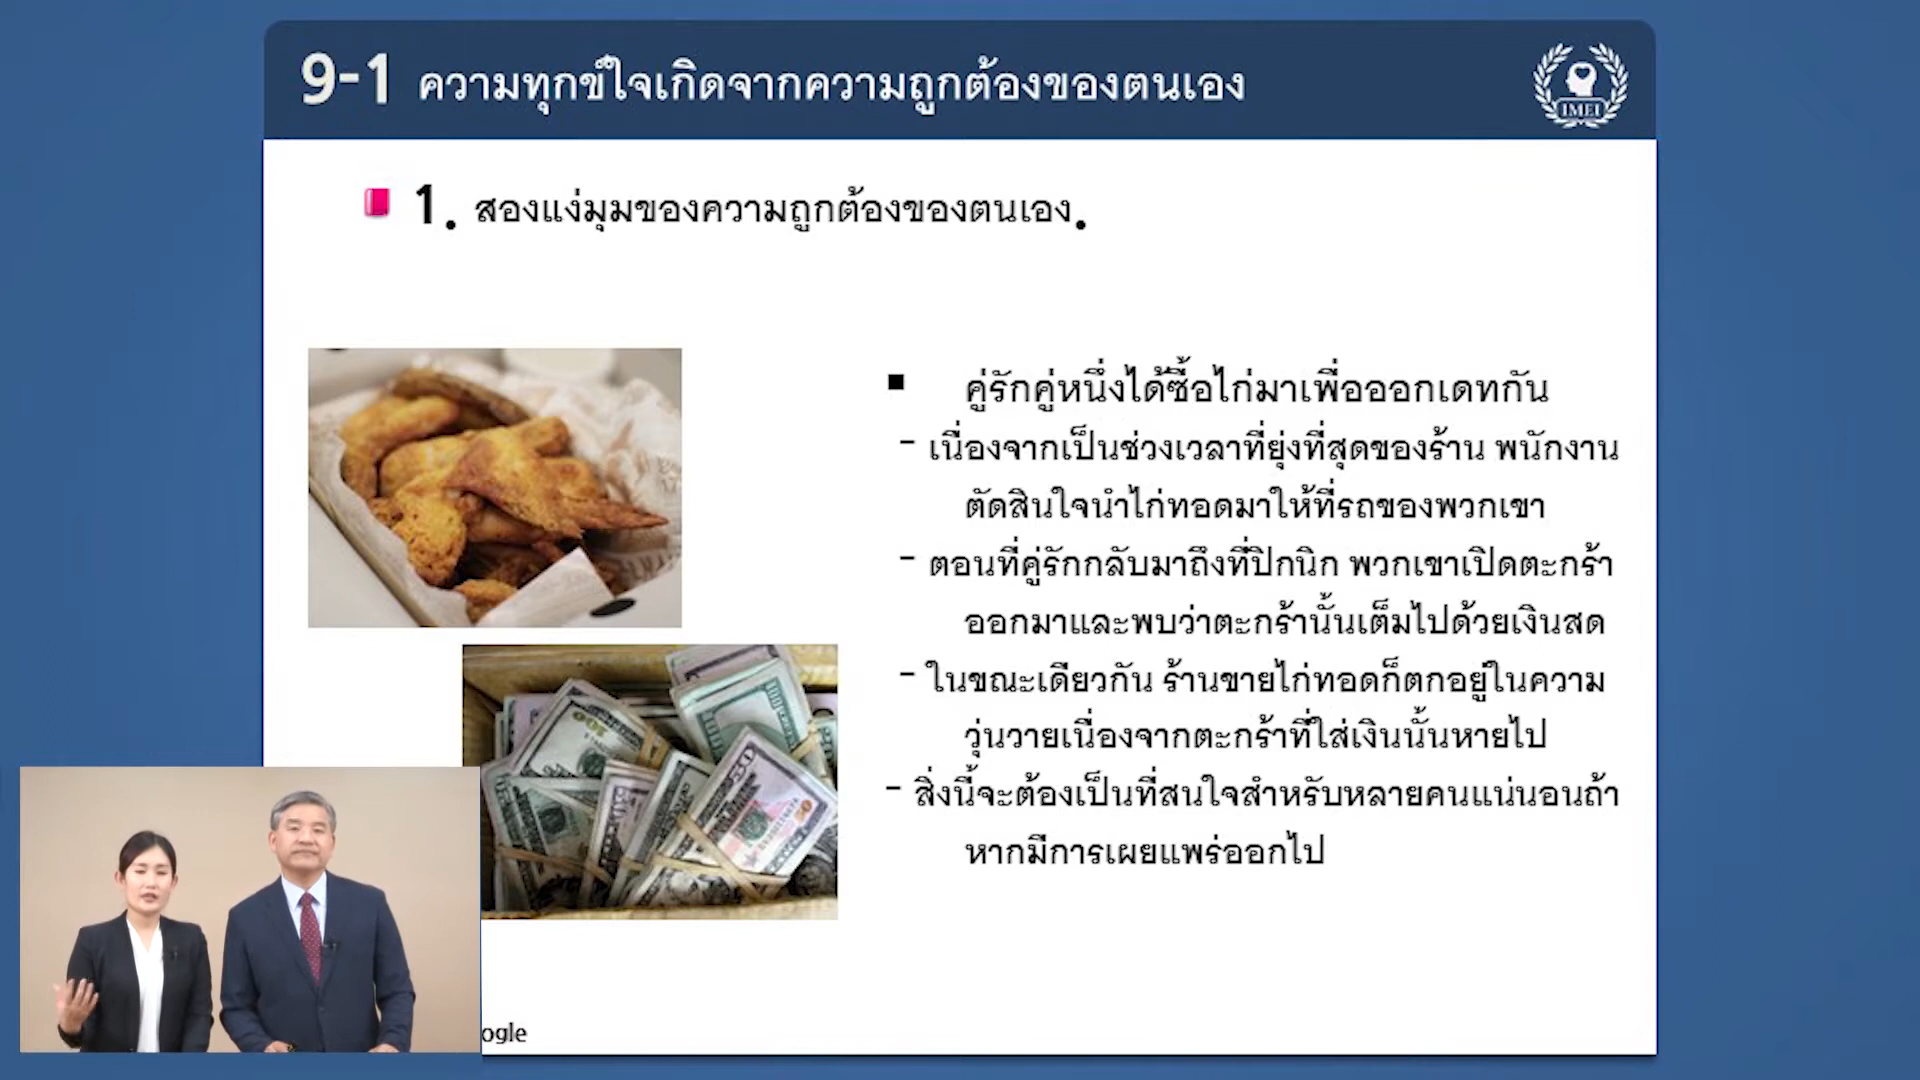 9-1 ความทุกข์ใจเกิดจากความถูกต้องของตนเอง
IMEI
1. สองแง่มุมของความถูกต้องของตนเอง.
▪ คู่รักคู่หนึ่งได้ซื้อไก่มาเพื่อออกเดทกัน
- เนื่องจากเป็นช่วงเวลาที่ยุ่งที่สุดของร้าน พนักงาน
ตัดสินใจนำไก่ทอดมาให้ที่รถของพวกเขา
- ตอนที่คู่รักกลับมาถึงที่ปิกนิก พวกเขาเปิดตะกร้า
ออกมาและพบว่าตะกร้านั้นเต็มไปด้วยเงินสด
- ในขณะเดียวกัน ร้านขายไก่ทอดก็ตกอยู่ในความ
วุ่นวายเนื่องจากตะกร้าที่ใส่เงินนั้นหายไป
- สิ่งนี้จะต้องเป็นที่สนใจสำหรับหลายคนแน่นอนถ้า
หากมีการเผยแพร่ออกไป
ogle